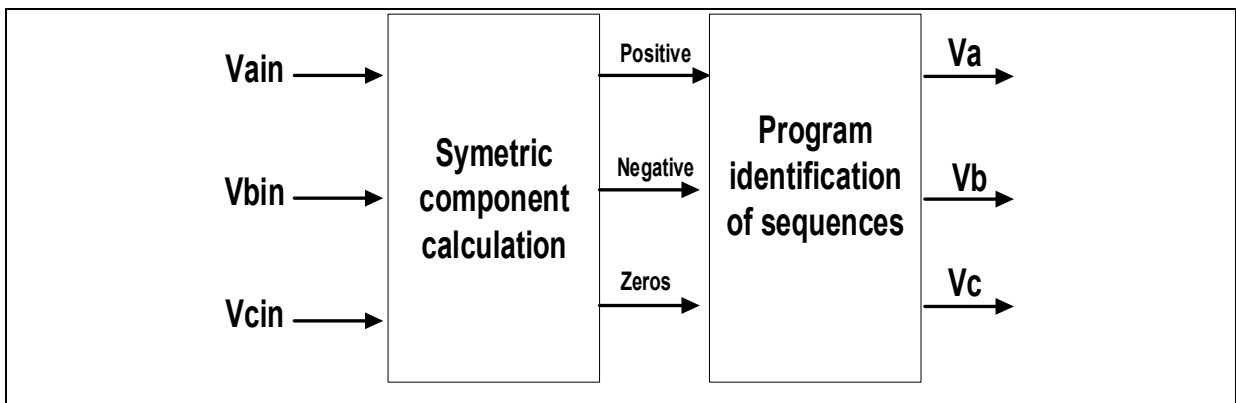 Vain
Vbin
Vcin
Symetric
component
calculation
Positive
Negative
Zeros
Program
identification
of sequences
Va
Vb
Vc